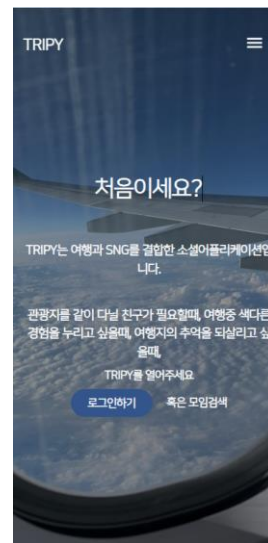 TRIPY
처음이세요?
TRIPY는 여행과 SNG를 결합한 소셜어플리케이션입
니다.
관광지를 같이 다닐 친구가 필요할때, 여행중 색다른
경험을 누리고 싶을때, 여행지의 추억을 되살리고 싶
을때,
TRIPY를 열어주세요
로그인하기 혹은 모임검색